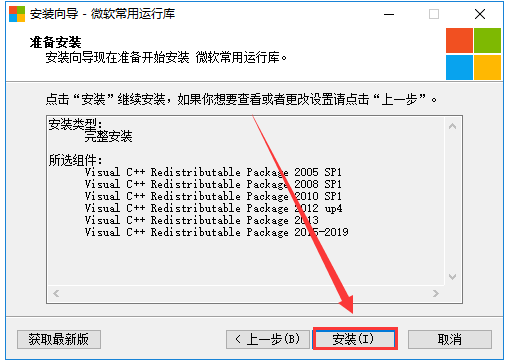 安装向导 - 微软常用运行库
准备安装
安装向导现在准备开始安装 微软常用运行库。
点击“安装”继续安装，如果你想要查看或者更改设置请点击“上一步”。
安装类型:
完整安装
所选组件:
Visual C++ Redistributable Package 2005 SP1
Visual C++ Redistributable Package 2008 SP1
Visual C++ Redistributable Package 2010 SP1
Visual C++ Redistributable Package 2012 up4
Visual C++ Redistributable Package 2013
Visual C++ Redistributable Package 2015-2019
获取最新版
< 上一步(B)
安装(I)
取消